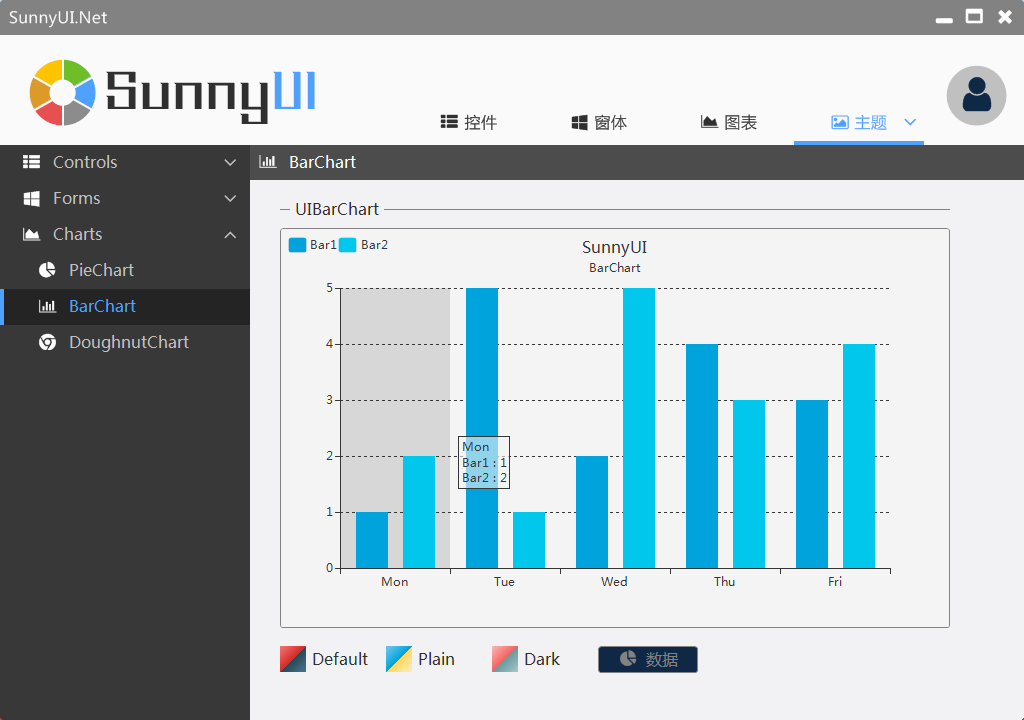 SunnyUI.Net
SunnyUI
控件 窗体 图表 主题
Controls
Forms
Charts
PieChart
BarChart
DoughnutChart
BarChart
UIBarChart
Bar1 Bar2
SunnyUI
BarChart
5
4
3
2
1
0
Mon
Bar1 : 1
Bar2 : 2
Mon Tue Wed Thu Fri
Default Plain Dark 数据